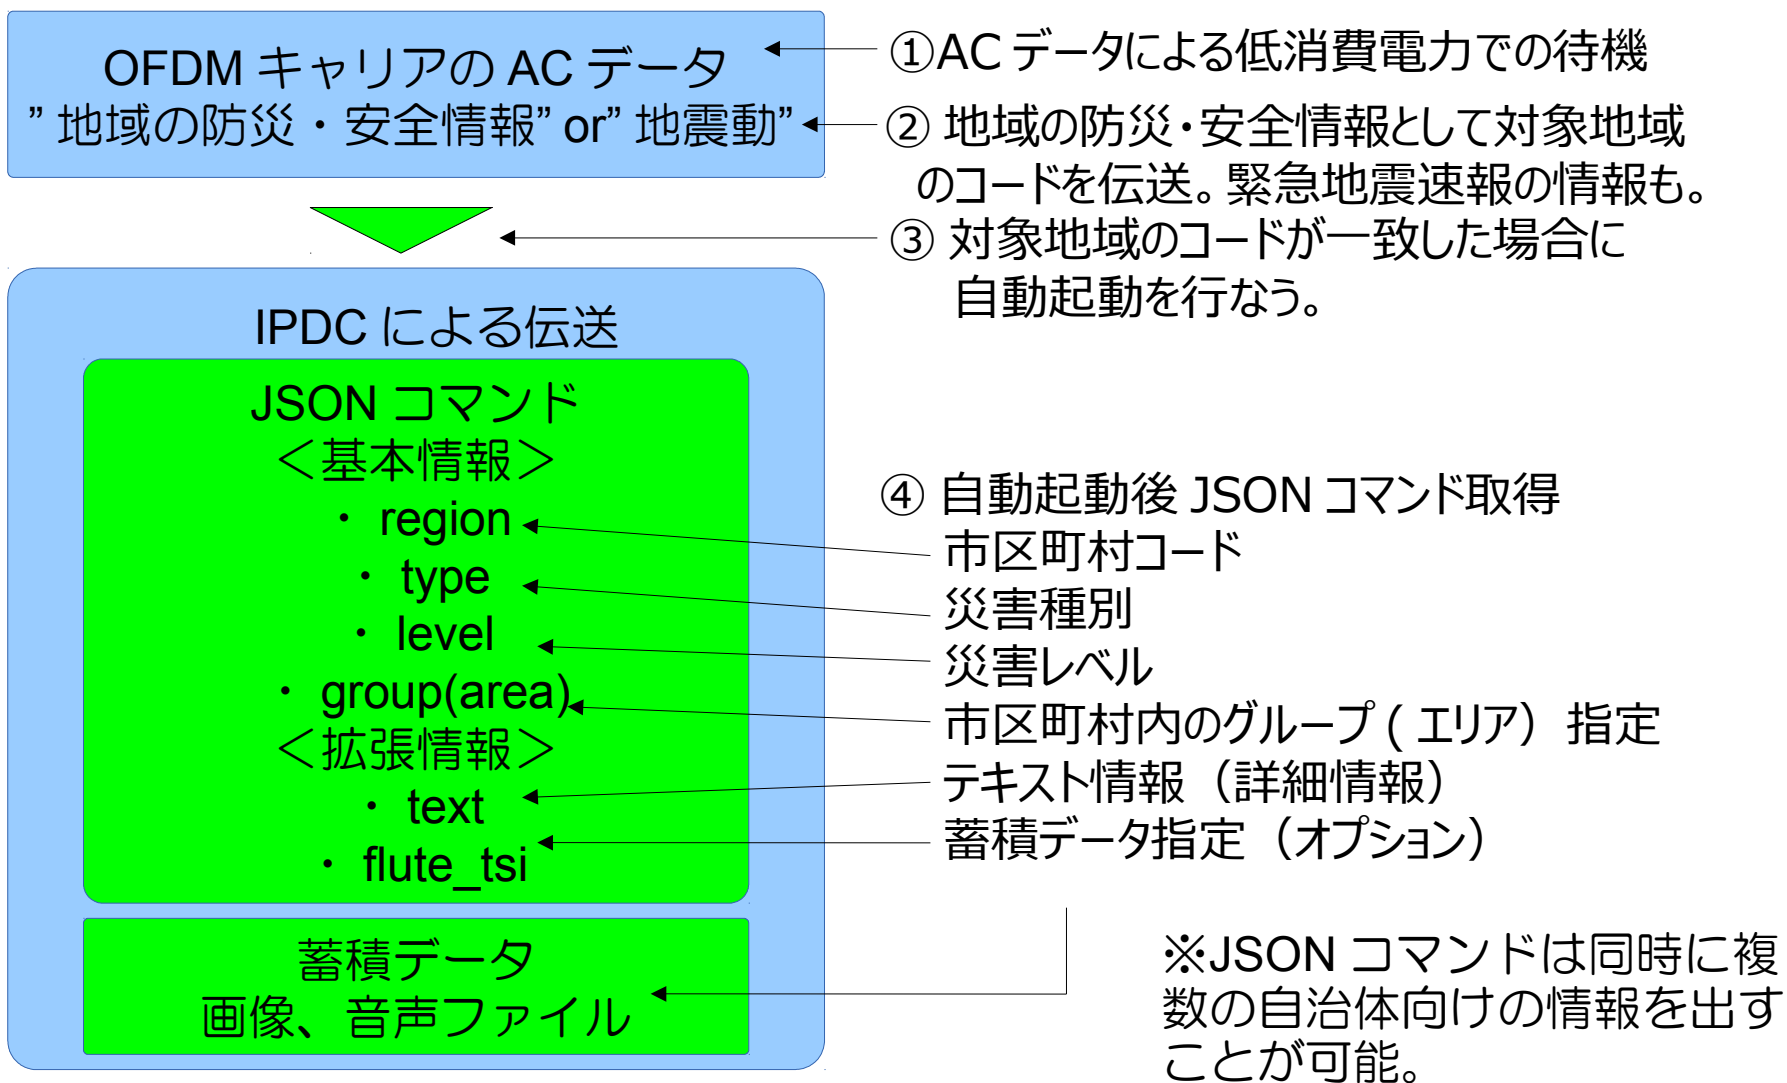 OFDM キャリアの AC データ
” 地域の防災・安全情報” or” 地震動”
①AC データによる低消費電力での待機
② 地域の防災・安全情報として対象地域
のコードを伝送。緊急地震速報の情報も。
③ 対象地域のコードが一致した場合に
自動起動を行なう。
IPDC による伝送
JSON コマンド
＜基本情報＞
・ region
・ type
・ level
・ group(area)
＜拡張情報＞
・ text
・ flute_tsi
④ 自動起動後 JSON コマンド取得
市区町村コード
災害種別
災害レベル
市区町村内のグループ ( エリア）指定
テキスト情報（詳細情報）
蓄積データ指定（オプション）
蓄積データ
画像、音声ファイル
※JSON コマンドは同時に複
数の自治体向けの情報を出す
ことが可能。